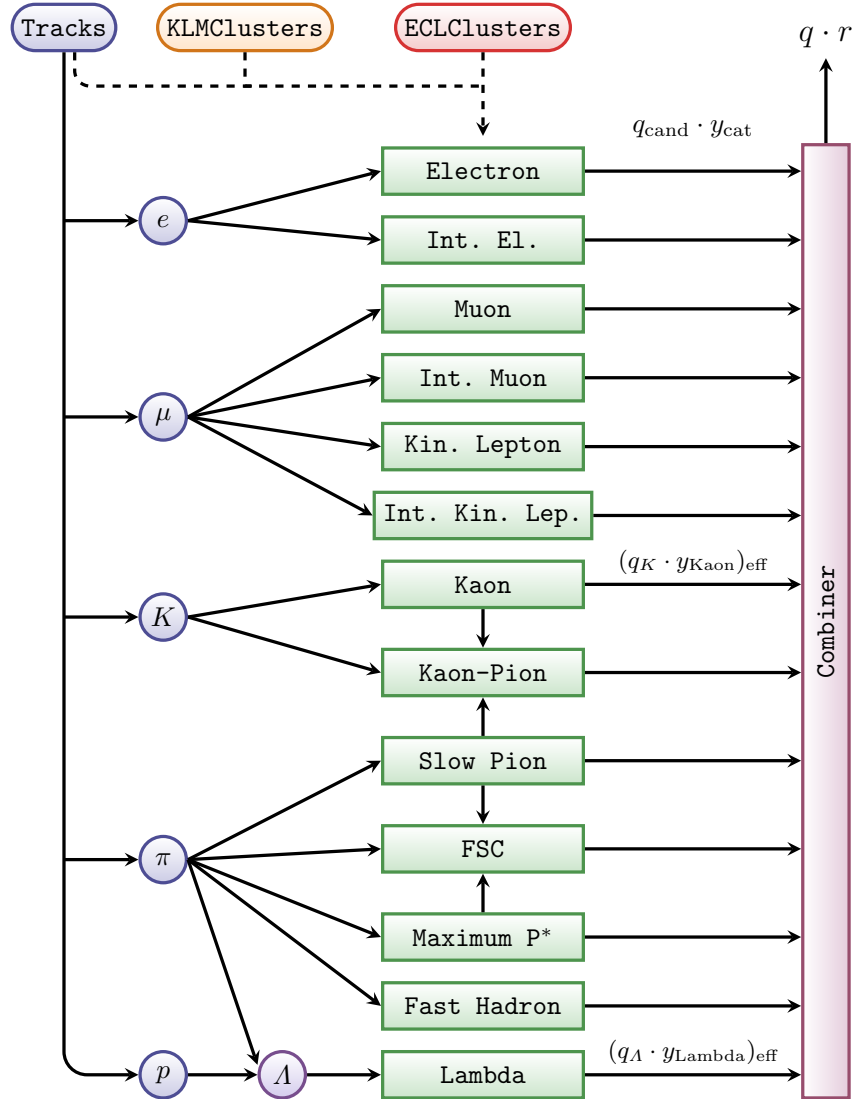 Tracks KLMClusters ECLClusters q · r
q_cand · y_cat
Electron
e
Int. El.
Muon
Int. Muon
μ
Kin. Lepton
Int. Kin. Lep.
(q_K · y_Kaon)_eff
Kaon
K
Kaon-Pion
Combiner
Slow Pion
π
FSC
Maximum P*
Fast Hadron
(q_Λ · y_Lambda)_eff
p Λ Lambda